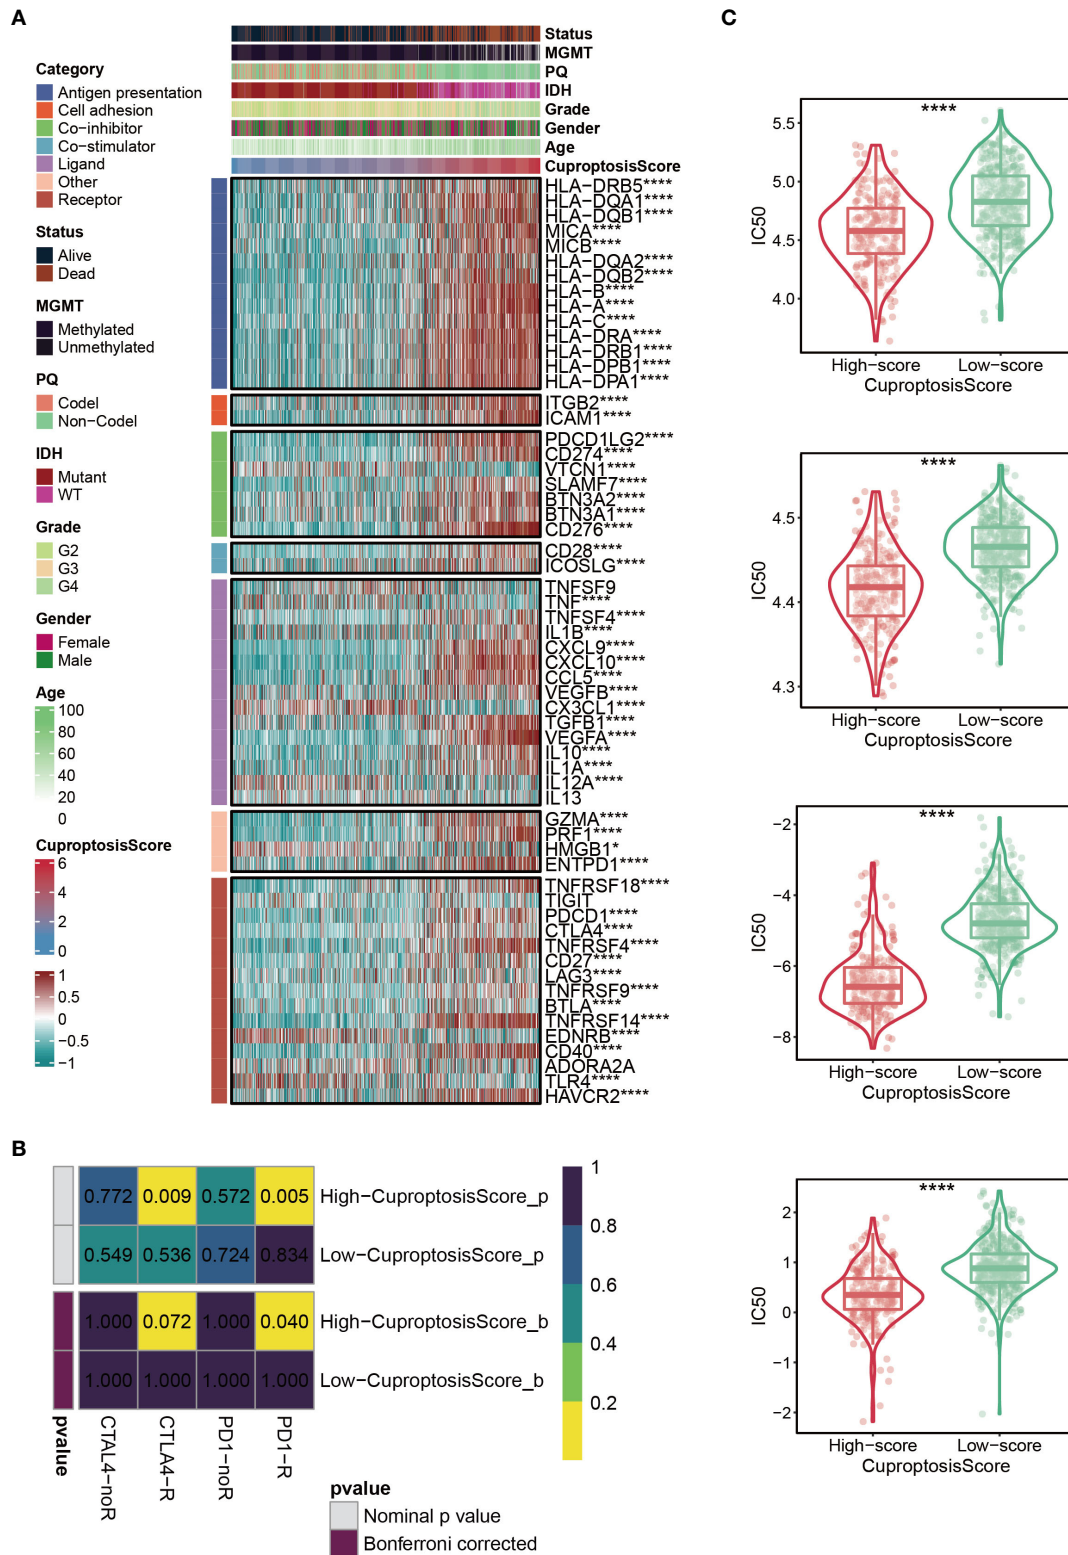 A
Category
Antigen presentation
Cell adhesion
Co-inhibitor
Co-stimulator
Ligand
Other
Receptor
Status
Alive
Dead
MGMT
Methylated
Unmethylated
PQ
Codel
Non-Codel
IDH
Mutant
WT
Grade
G2
G3
G4
Gender
Female
Male
Age
100
80
60
40
20
0
CuproptosisScore
6
4
2
0
1
0.5
0
−0.5
−1
Status
MGMT
PQ
IDH
Grade
Gender
Age
CuproptosisScore
HLA−DRB5****
HLA−DQA1****
HLA−DQB1****
MICA****
MICB****
HLA−DQA2****
HLA−DQB2****
HLA−B****
HLA−A****
HLA−C****
HLA−DRA****
HLA−DRB1****
HLA−DPB1****
HLA−DPA1****
ITGB2****
ICAM1****
PDCD1LG2****
CD274****
VTCN1****
SLAMF7****
BTN3A2****
BTN3A1****
CD276****
CD28****
ICOSLG****
TNFSF9
TNF****
TNFSF4****
IL1B****
CXCL9****
CXCL10****
CCL5****
VEGFB****
CX3CL1****
TGFB1****
VEGFA****
IL10****
IL1A****
IL12A****
IL13
GZMA****
PRF1****
HMGB1*
ENTPD1****
TNFRSF18****
TIGIT
PDCD1****
CTLA4****
TNFRSF4****
CD27****
LAG3****
TNFRSF9****
BTLA****
TNFRSF14****
EDNRB****
CD40****
ADORA2A
TLR4****
HAVCR2****
B
0.772 0.009 0.572 0.005 High−CuproptosisScore_p
0.549 0.536 0.724 0.834 Low−CuproptosisScore_p
1.000 0.072 1.000 0.040 High−CuproptosisScore_b
1.000 1.000 1.000 1.000 Low−CuproptosisScore_b
pvalue
CTAL4−noR
CTLA4−R
PD1−noR
PD1−R
1
0.8
0.6
0.4
0.2
pvalue
Nominal p value
Bonferroni corrected
C
****
5.5
5.0
4.5
4.0
IC50
High−score Low−score
CuproptosisScore
****
4.5
4.4
4.3
IC50
High−score Low−score
CuproptosisScore
****
−2
−4
−6
−8
IC50
High−score Low−score
CuproptosisScore
****
2
1
0
−1
−2
IC50
High−score Low−score
CuproptosisScore